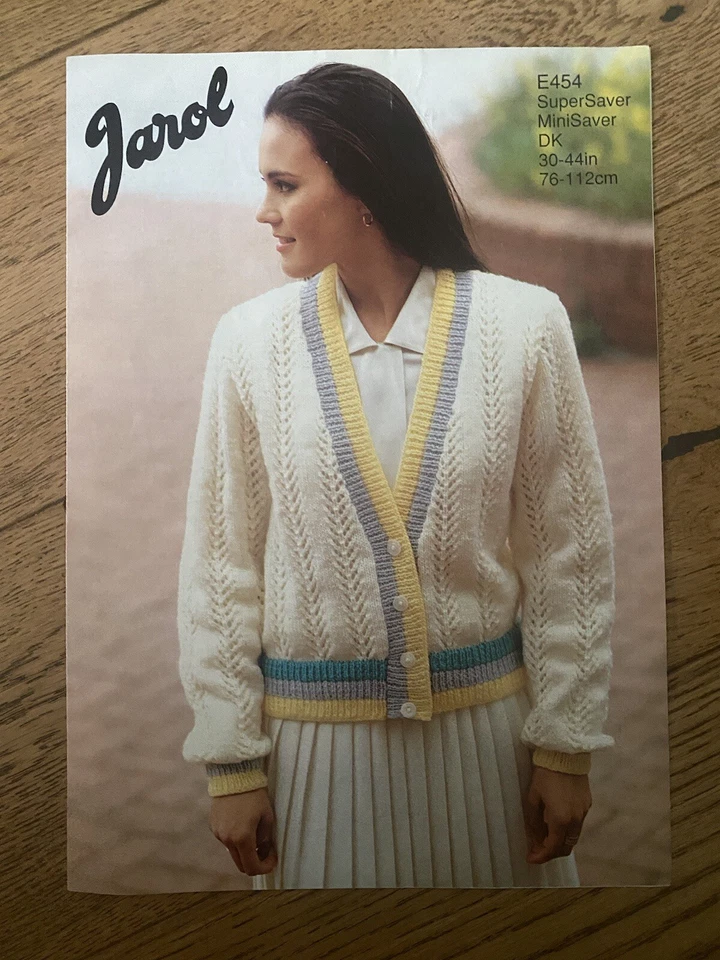 Jarol
E454
SuperSaver
MiniSaver
DK
30-44in
76-112cm